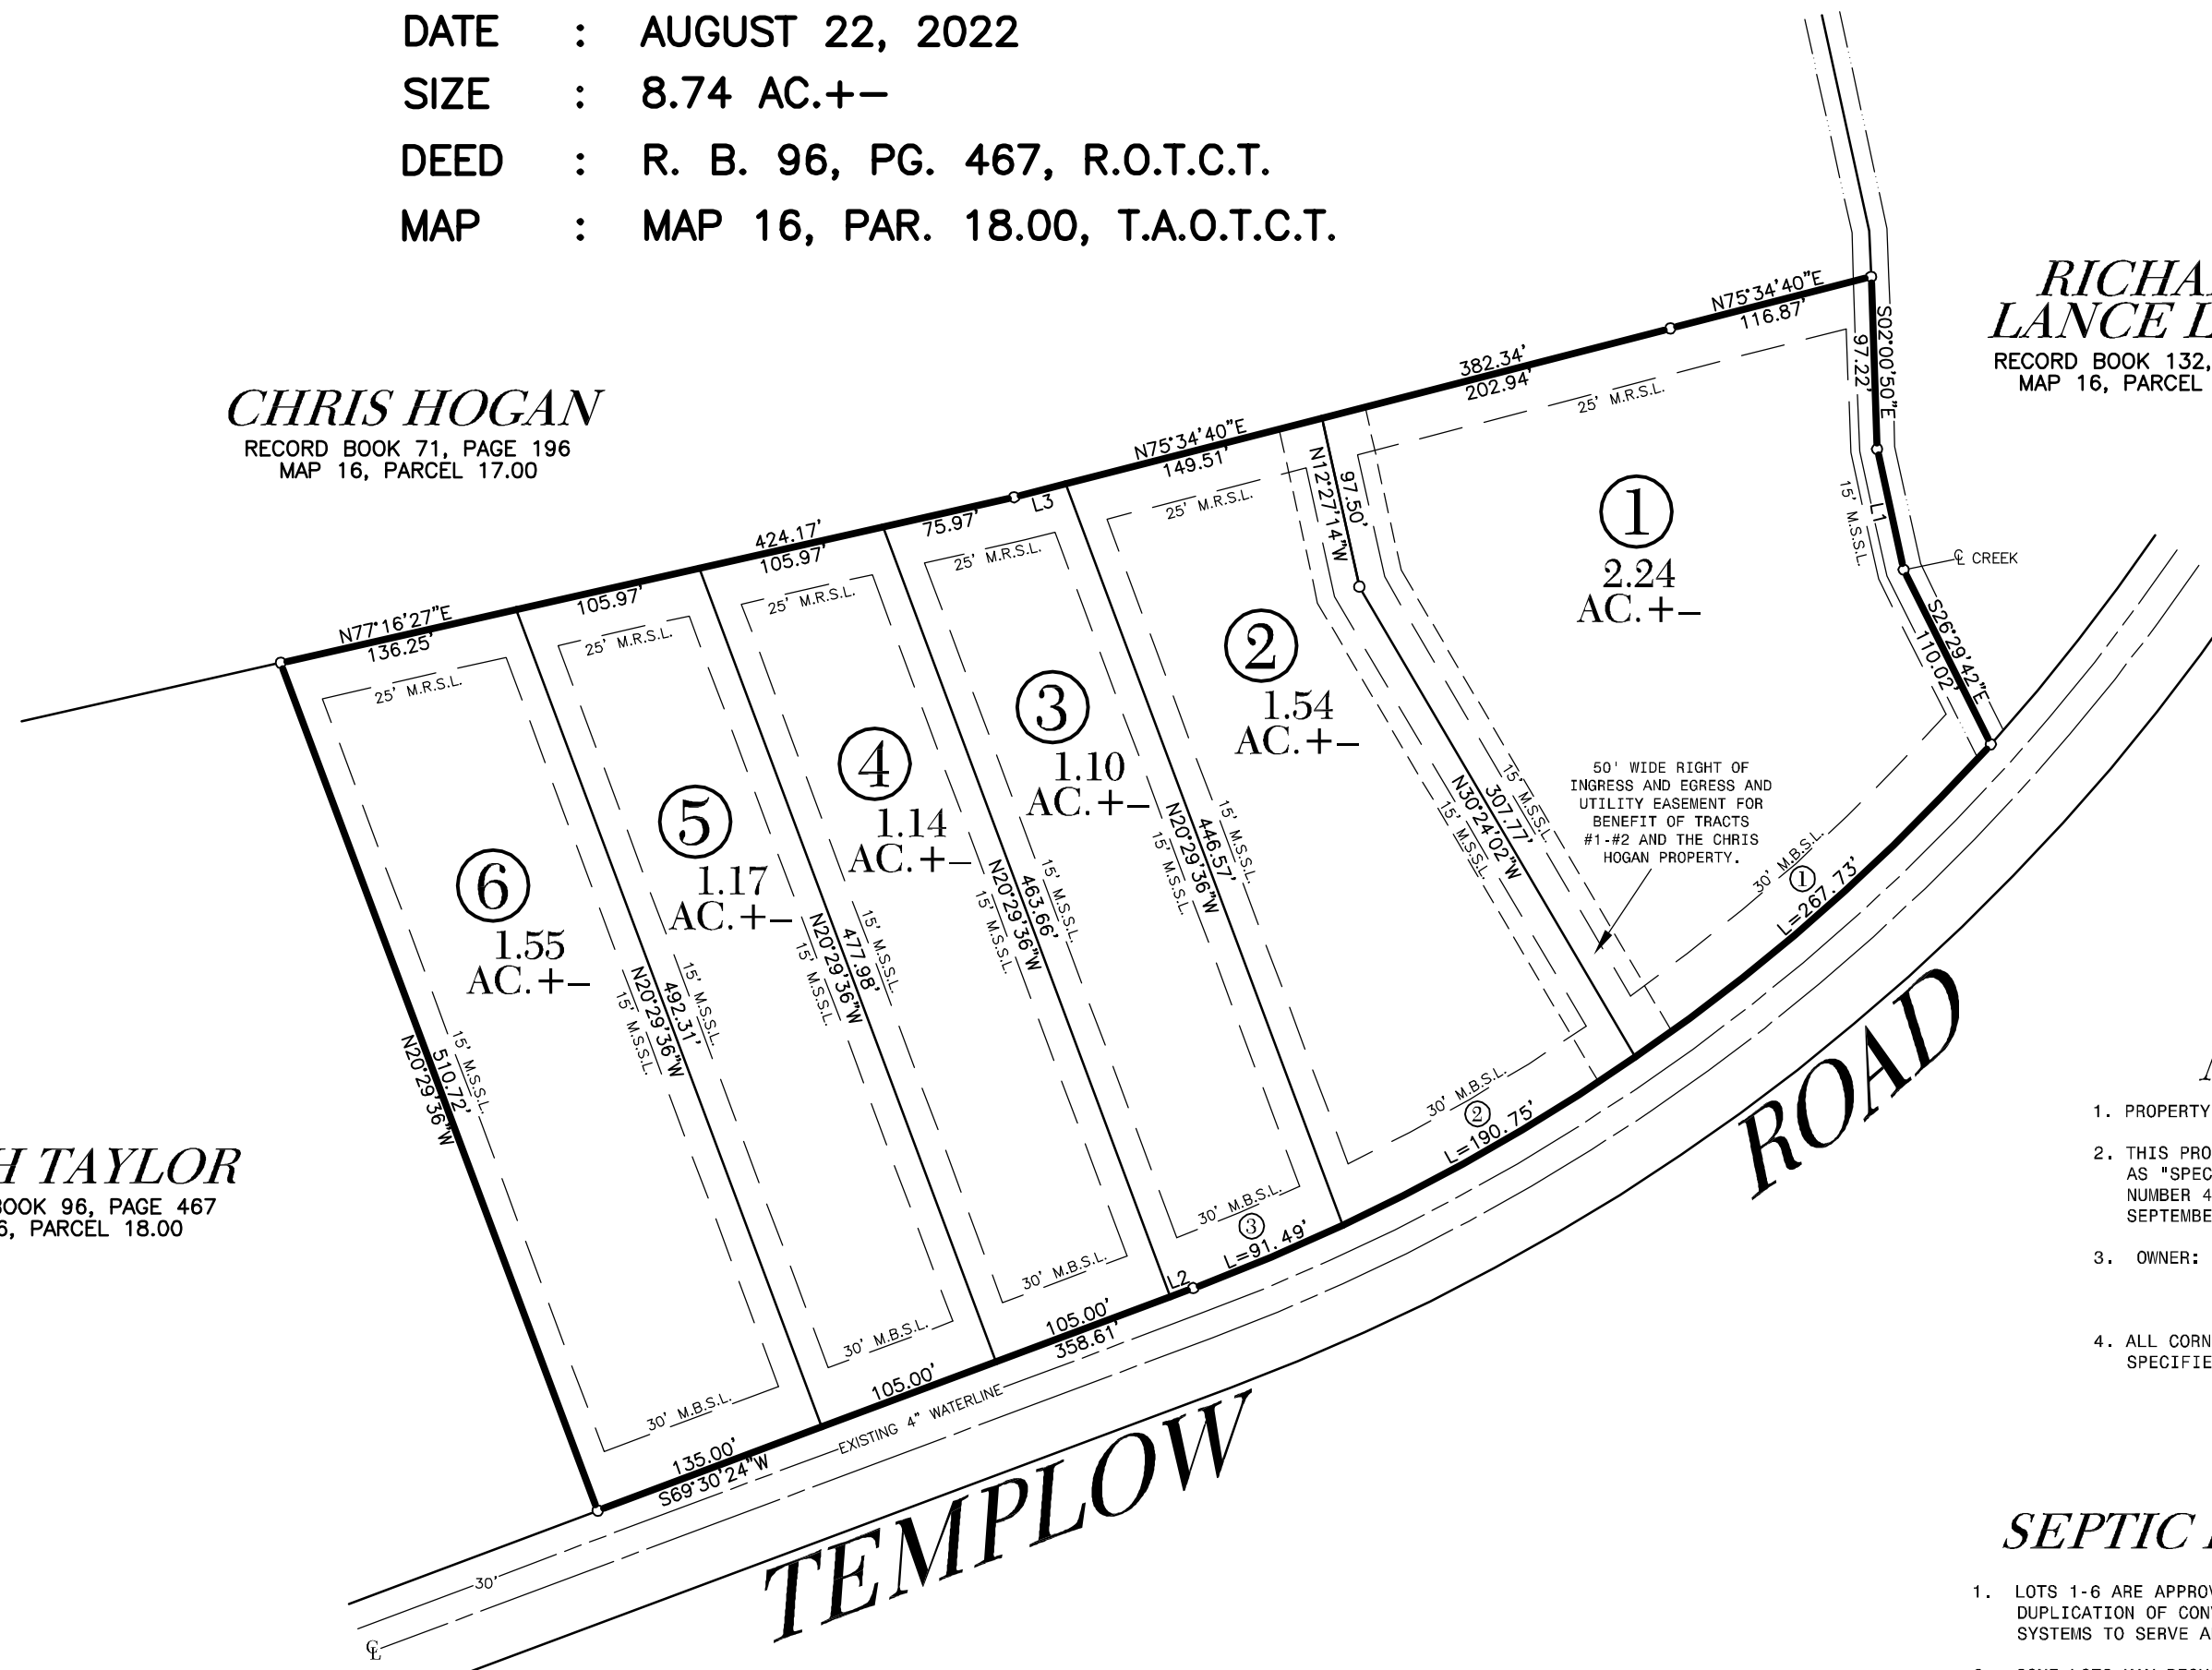 DATE : AUGUST 22, 2022
SIZE : 8.74 AC.+-
DEED : R. B. 96, PG. 467, R.O.T.C.T.
MAP : MAP 16, PAR. 18.00, T.A.O.T.C.T.
CHRIS HOGAN
RECORD BOOK 71, PAGE 196
MAP 16, PARCEL 17.00
RICHA
LANCE L
RECORD BOOK 132,
MAP 16, PARCEL
H TAYLOR
BOOK 96, PAGE 467
6, PARCEL 18.00
N77°16'27"E
136.25'
105.97'
424.17'
105.97'
75.97'
L3
N75°34'40"E
149.51'
382.34'
202.94'
N75°34'40"E
116.87'
S02°00'50"E
97.22'
L1
15' M.S.S.L.
℄ CREEK
S26°29'42"E
110.02'
25' M.R.S.L.
25' M.R.S.L.
25' M.R.S.L.
25' M.R.S.L.
25' M.R.S.L.
25' M.R.S.L.
N12°27'14"W
97.50'
1
2.24
AC.+-
2
1.54
AC.+-
3
1.10
AC.+-
4
1.14
AC.+-
5
1.17
AC.+-
6
1.55
AC.+-
50' WIDE RIGHT OF
INGRESS AND EGRESS AND
UTILITY EASEMENT FOR
BENEFIT OF TRACTS
#1-#2 AND THE CHRIS
HOGAN PROPERTY.
15' M.S.S.L.
307.77'
N30°24'02"W
15' M.S.S.L.
15' M.S.S.L.
446.57'
N20°29'36"W
15' M.S.S.L.
15' M.S.S.L.
463.66'
N20°29'36"W
15' M.S.S.L.
15' M.S.S.L.
477.98'
N20°29'36"W
15' M.S.S.L.
15' M.S.S.L.
492.31'
N20°29'36"W
15' M.S.S.L.
15' M.S.S.L.
510.72'
N20°29'36"W
30' M.B.S.L.
1
L=267.73'
30' M.B.S.L.
2
L=190.75'
30' M.B.S.L.
3
L=91.49'
L2
30' M.B.S.L.
105.00'
358.61'
30' M.B.S.L.
105.00'
EXISTING 4" WATERLINE
30' M.B.S.L.
135.00'
S69°30'24"W
30'
℄
TEMPLOW
ROAD
1. PROPERTY
2. THIS PRO
AS "SPEC
NUMBER 4
SEPTEMBE
3. OWNER:
4. ALL CORN
SPECIFIE
SEPTIC
1. LOTS 1-6 ARE APPROV
DUPLICATION OF CON
SYSTEMS TO SERVE A